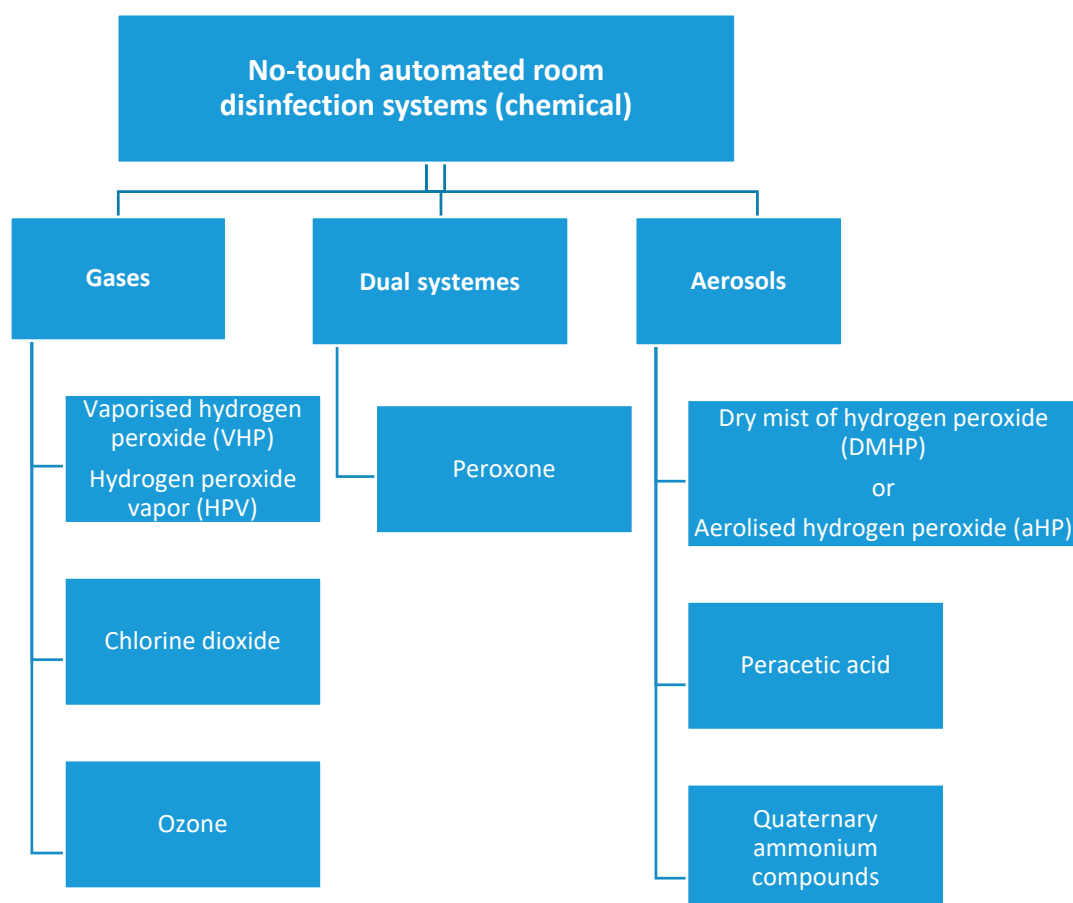 No-touch automated room
disinfection systems (chemical)
Gases
Dual systemes
Aerosols
Vaporised hydrogen
peroxide (VHP)
Hydrogen peroxide
vapor (HPV)
Chlorine dioxide
Ozone
Peroxone
Dry mist of hydrogen peroxide
(DMHP)
or
Aerolised hydrogen peroxide (aHP)
Peracetic acid
Quaternary
ammonium
compounds